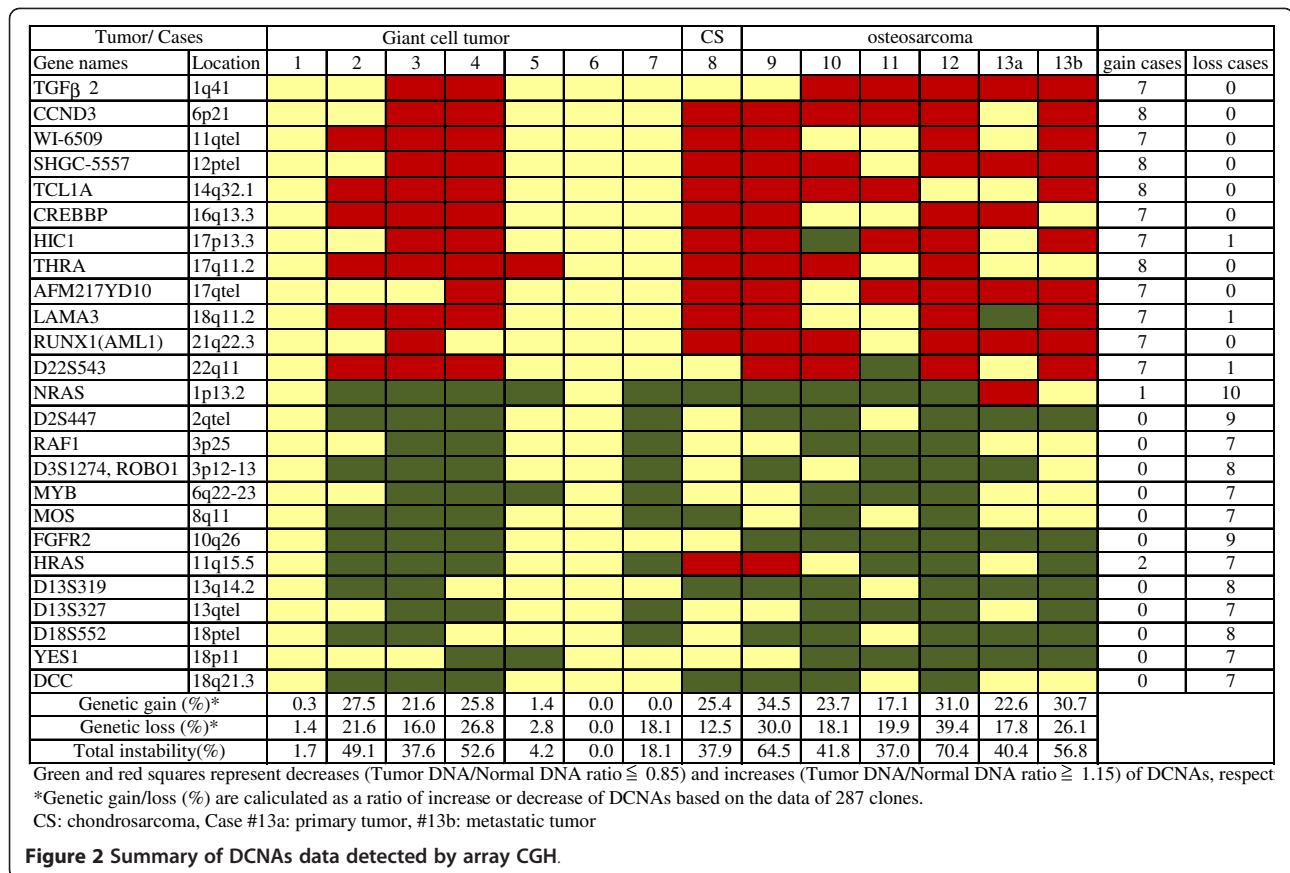 Tumor/ Cases Giant cell tumor CS osteosarcoma
Gene names Location 1 2 3 4 5 6 7 8 9 10 11 12 13a 13b gain cases loss cases
TGFβ 2 1q41 7 0
CCND3 6p21 8 0
WI-6509 11qtel 7 0
SHGC-5557 12ptel 8 0
TCL1A 14q32.1 8 0
CREBBP 16q13.3 7 0
HIC1 17p13.3 7 1
THRA 17q11.2 8 0
AFM217YD10 17qtel 7 0
LAMA3 18q11.2 7 1
RUNX1(AML1) 21q22.3 7 0
D22S543 22q11 7 1
NRAS 1p13.2 1 10
D2S447 2qtel 0 9
RAF1 3p25 0 7
D3S1274, ROBO1 3p12-13 0 8
MYB 6q22-23 0 7
MOS 8q11 0 7
FGFR2 10q26 0 9
HRAS 11q15.5 2 7
D13S319 13q14.2 0 8
D13S327 13qtel 0 7
D18S552 18ptel 0 8
YES1 18p11 0 7
DCC 18q21.3 0 7
Genetic gain (%)* 0.3 27.5 21.6 25.8 1.4 0.0 0.0 25.4 34.5 23.7 17.1 31.0 22.6 30.7
Genetic loss (%)* 1.4 21.6 16.0 26.8 2.8 0.0 18.1 12.5 30.0 18.1 19.9 39.4 17.8 26.1
Total instability(%) 1.7 49.1 37.6 52.6 4.2 0.0 18.1 37.9 64.5 41.8 37.0 70.4 40.4 56.8
Green and red squares represent decreases (Tumor DNA/Normal DNA ratio ≦ 0.85) and increases (Tumor DNA/Normal DNA ratio ≧ 1.15) of DCNAs, respect
*Genetic gain/loss (%) are caliculated as a ratio of increase or decrease of DCNAs based on the data of 287 clones.
CS: chondrosarcoma, Case #13a: primary tumor, #13b: metastatic tumor
Figure 2 Summary of DCNAs data detected by array CGH.